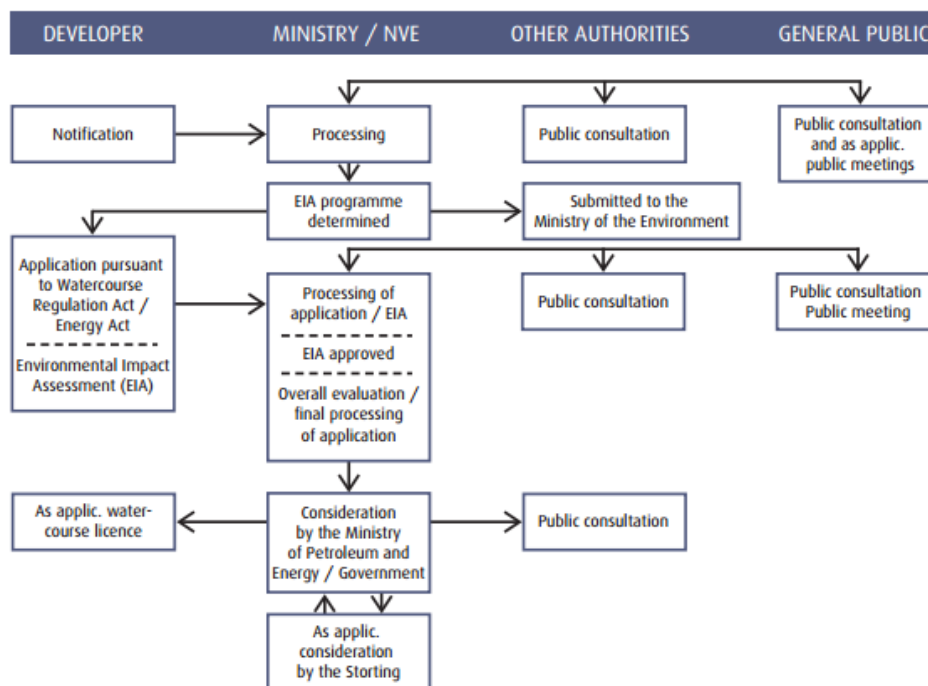 DEVELOPER
MINISTRY / NVE
OTHER AUTHORITIES
GENERAL PUBLIC
Notification
Processing
Public consultation
Public consultation
and as applic.
public meetings
EIA programme
determined
Submitted to the
Ministry of the Environment
Application pursuant
to Watercourse
Regulation Act /
Energy Act
Environmental Impact
Assessment (EIA)
Processing of
application / EIA
EIA approved
Overall evaluation /
final processing
of application
Public consultation
Public consultation
Public meeting
As applic. water-
course licence
Consideration
by the Ministry
of Petroleum and
Energy / Government
Public consultation
As applic.
consideration
by the Storting